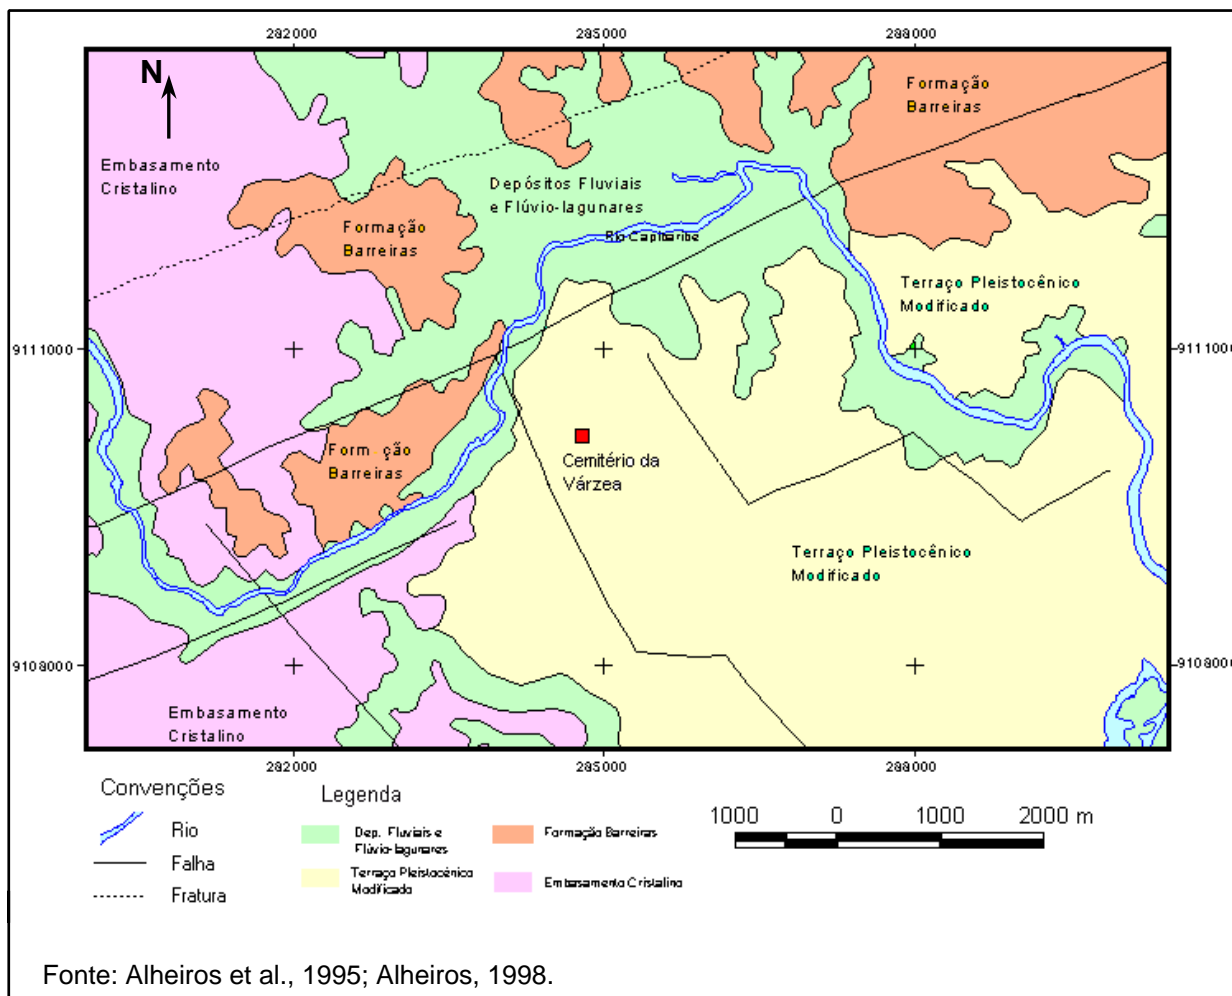 282000 285000 288000
N
Formação
Barreiras
Embasamento
Cristalino
Depósitos Fluviais
e Flúvio-lagunares
Formação
Barreiras
Rio Capibaribe
Terraço Pleistocênico
Modificado
9111000 9111000
Form ção
Barreiras
Cemitério da
Várzea
Terraço Pleistocênico
Modificado
9108000 9108000
Embasamento
Cristalino
282000 285000 288000
Convenções
Rio
Falha
Fratura
Legenda
Dep. Fluviais e
Flúvio-lagunares
Formação Barreiras
Terraço Pleistocênico
Modificado
Embasamento Cristalino
1000 0 1000 2000 m
Fonte: Alheiros et al., 1995; Alheiros, 1998.